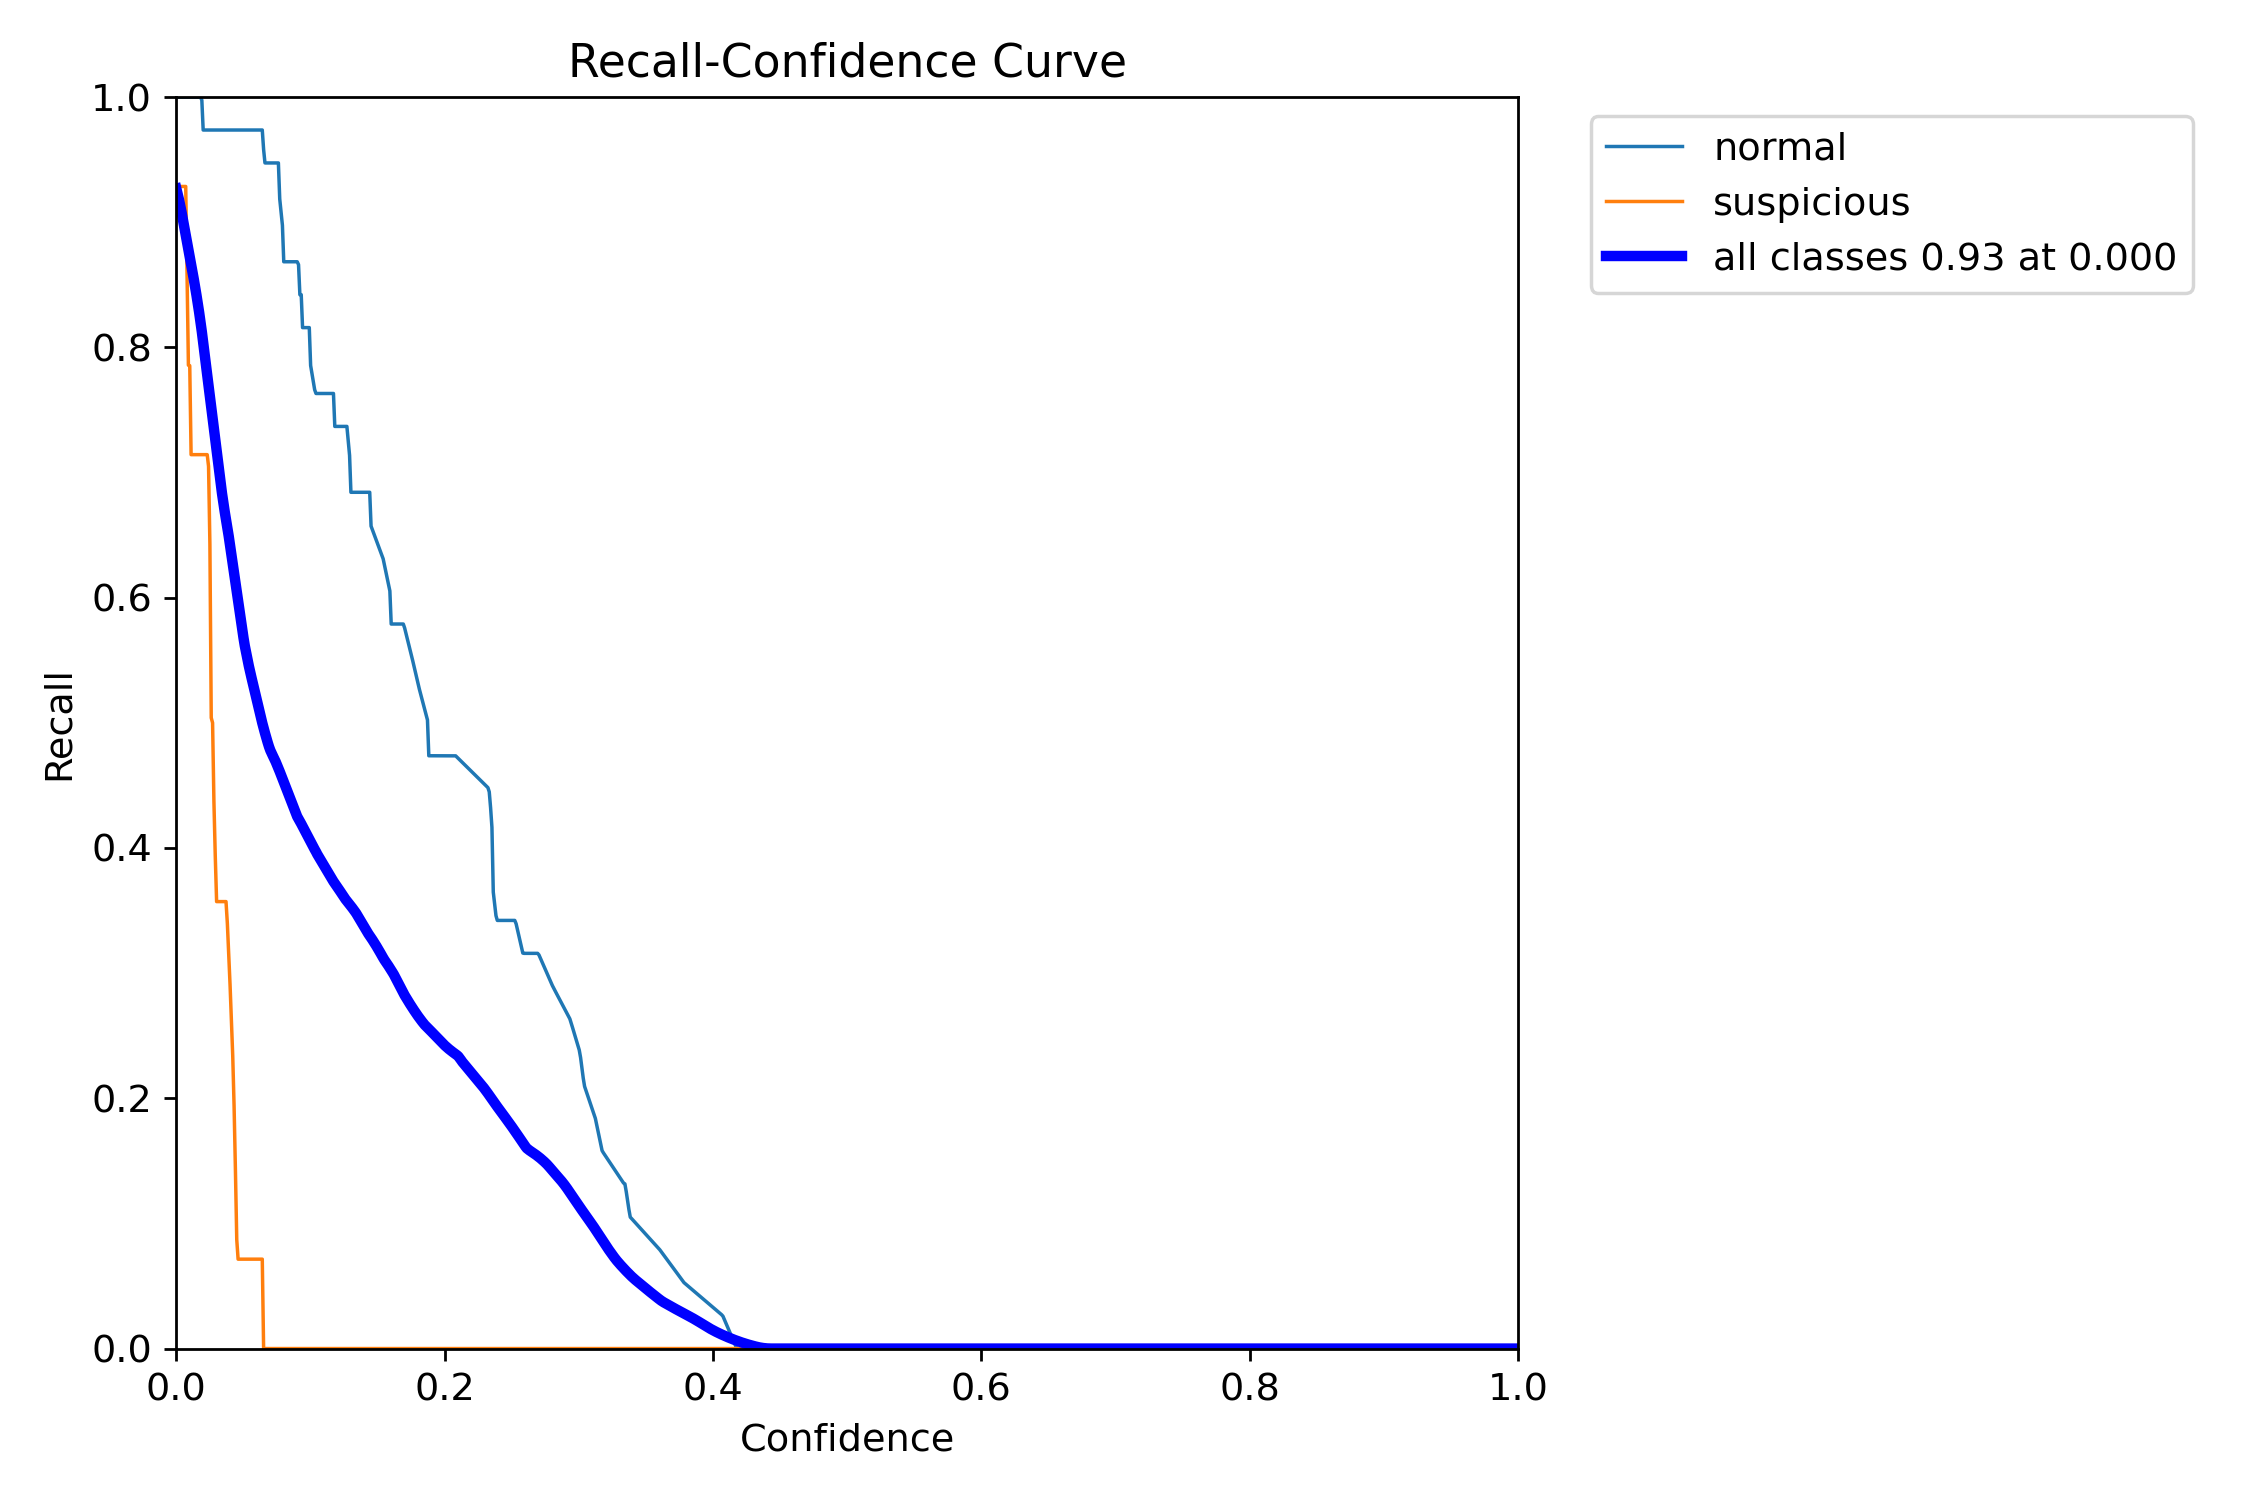 Recall-Confidence Curve
1.0
0.8
0.6
0.4
0.2
0.0
Recall
0.0 0.2 0.4 0.6 0.8 1.0
Confidence
normal
suspicious
all classes 0.93 at 0.000